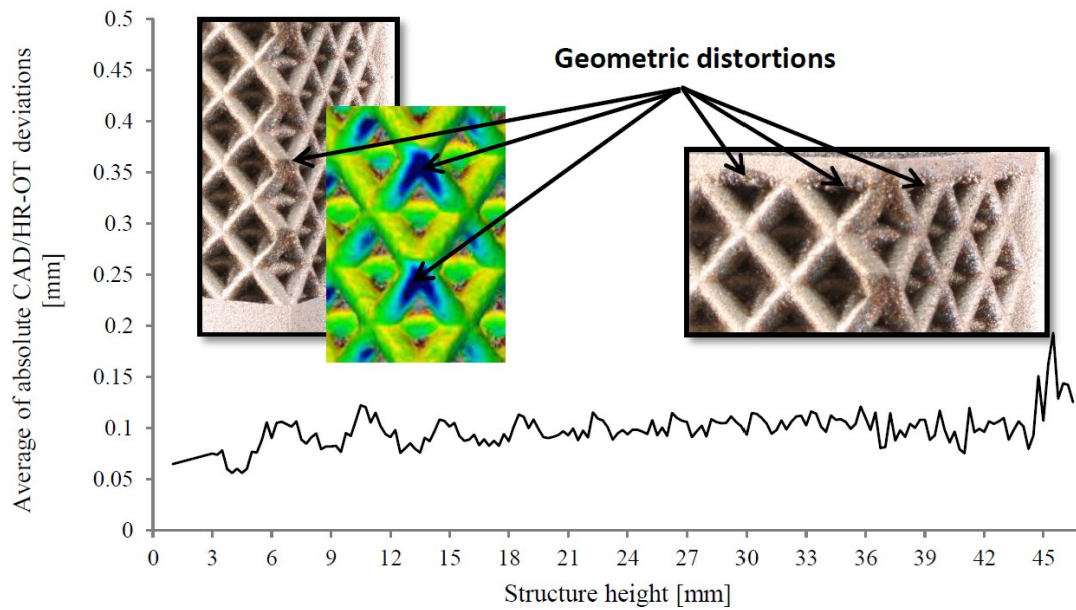 Average of absolute CAD/HR-OT deviations
[mm]
0.5
0.45
0.4
0.35
0.3
0.25
0.2
0.15
0.1
0.05
0
Geometric distortions
0 3 6 9 12 15 18 21 24 27 30 33 36 39 42 45
Structure height [mm]